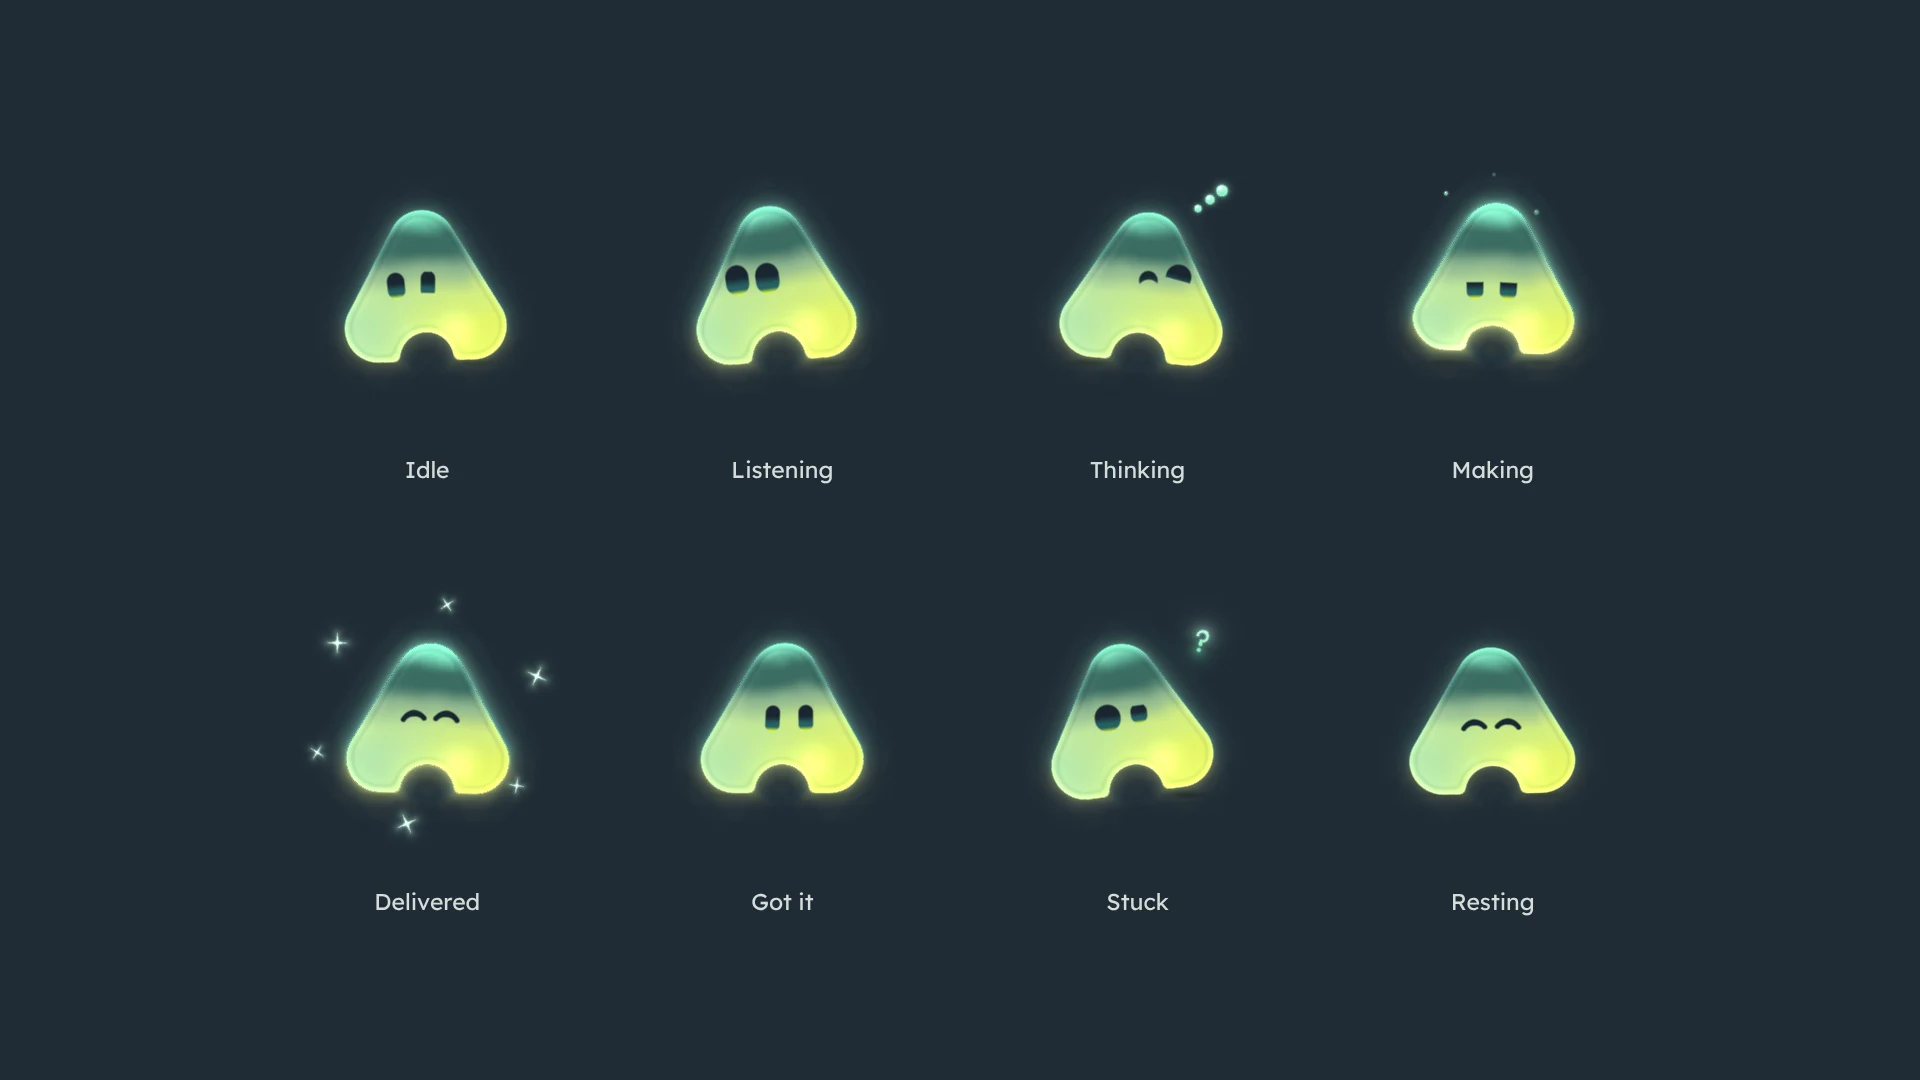 ?
Idle
Listening
Thinking
Making
Delivered
Got it
Stuck
Resting